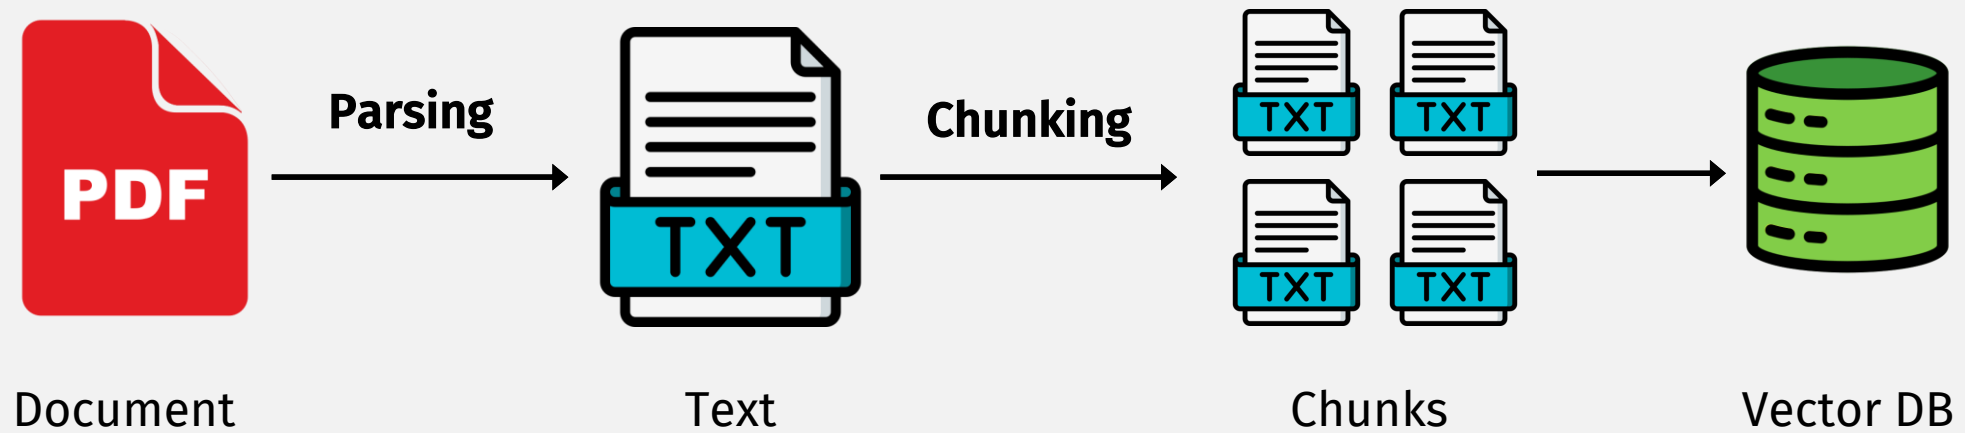 PDF
Parsing
TXT
Chunking
TXT
TXT
TXT
TXT
Document
Text
Chunks
Vector DB